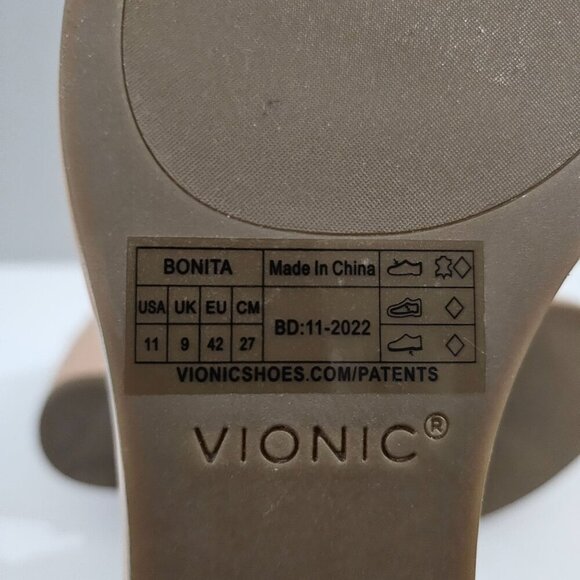 BONITA Made In China
USA UK EU CM
BD:11-2022
11 9 42 27
VIONICSHOES.COM/PATENTS
VIONIC®